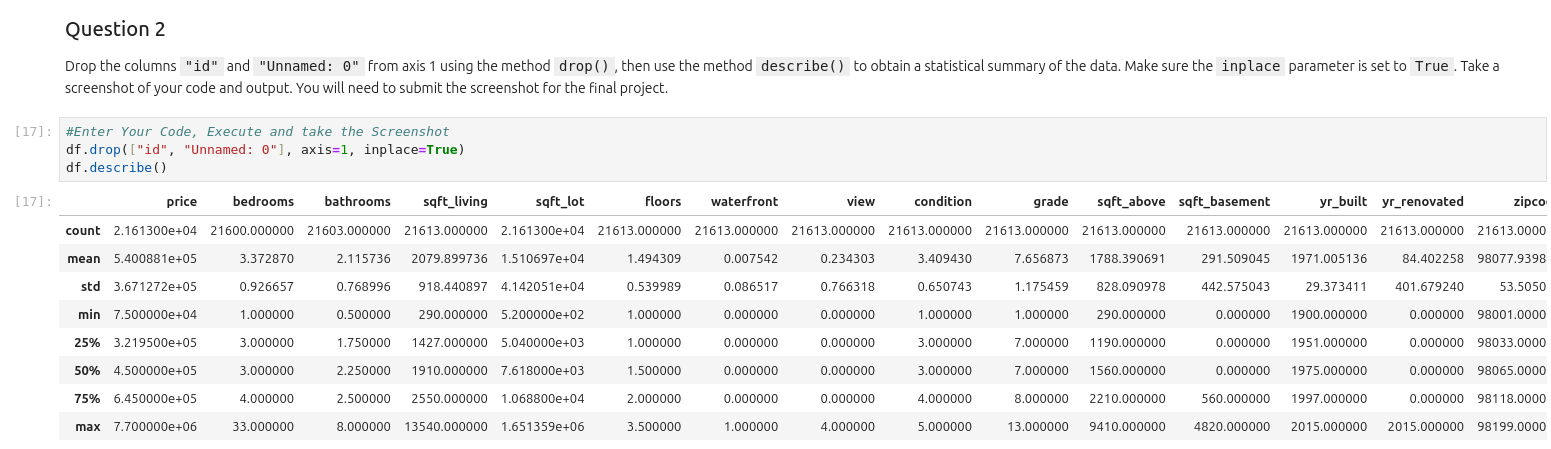 Question 2
Drop the columns "id" and "Unnamed: 0" from axis 1 using the method drop(), then use the method describe() to obtain a statistical summary of the data. Make sure the inplace parameter is set to True. Take a
screenshot of your code and output. You will need to submit the screenshot for the final project.
[17]: #Enter Your Code, Execute and take the Screenshot
df.drop(["id", "Unnamed: 0"], axis=1, inplace=True)
df.describe()
[17]: price bedrooms bathrooms sqft_living sqft_lot floors waterfront view condition grade sqft_above sqft_basement yr_built yr_renovated zipco
count 2.161300e+04 21600.000000 21603.000000 21613.000000 2.161300e+04 21613.000000 21613.000000 21613.000000 21613.000000 21613.000000 21613.000000 21613.000000 21613.000000 21613.000000 21613.0000
mean 5.400881e+05 3.372870 2.115736 2079.899736 1.510697e+04 1.494309 0.007542 0.234303 3.409430 7.656873 1788.390691 291.509045 1971.005136 84.402258 98077.9398
std 3.671272e+05 0.926657 0.768996 918.440897 4.142051e+04 0.539989 0.086517 0.766318 0.650743 1.175459 828.090978 442.575043 29.373411 401.679240 53.5050
min 7.500000e+04 1.000000 0.500000 290.000000 5.200000e+02 1.000000 0.000000 0.000000 1.000000 1.000000 290.000000 0.000000 1900.000000 0.000000 98001.0000
25% 3.219500e+05 3.000000 1.750000 1427.000000 5.040000e+03 1.000000 0.000000 0.000000 3.000000 7.000000 1190.000000 0.000000 1951.000000 0.000000 98033.0000
50% 4.500000e+05 3.000000 2.250000 1910.000000 7.618000e+03 1.500000 0.000000 0.000000 3.000000 7.000000 1560.000000 0.000000 1975.000000 0.000000 98065.0000
75% 6.450000e+05 4.000000 2.500000 2550.000000 1.068800e+04 2.000000 0.000000 0.000000 4.000000 8.000000 2210.000000 560.000000 1997.000000 0.000000 98118.0000
max 7.700000e+06 33.000000 8.000000 13540.000000 1.651359e+06 3.500000 1.000000 4.000000 5.000000 13.000000 9410.000000 4820.000000 2015.000000 2015.000000 98199.0000